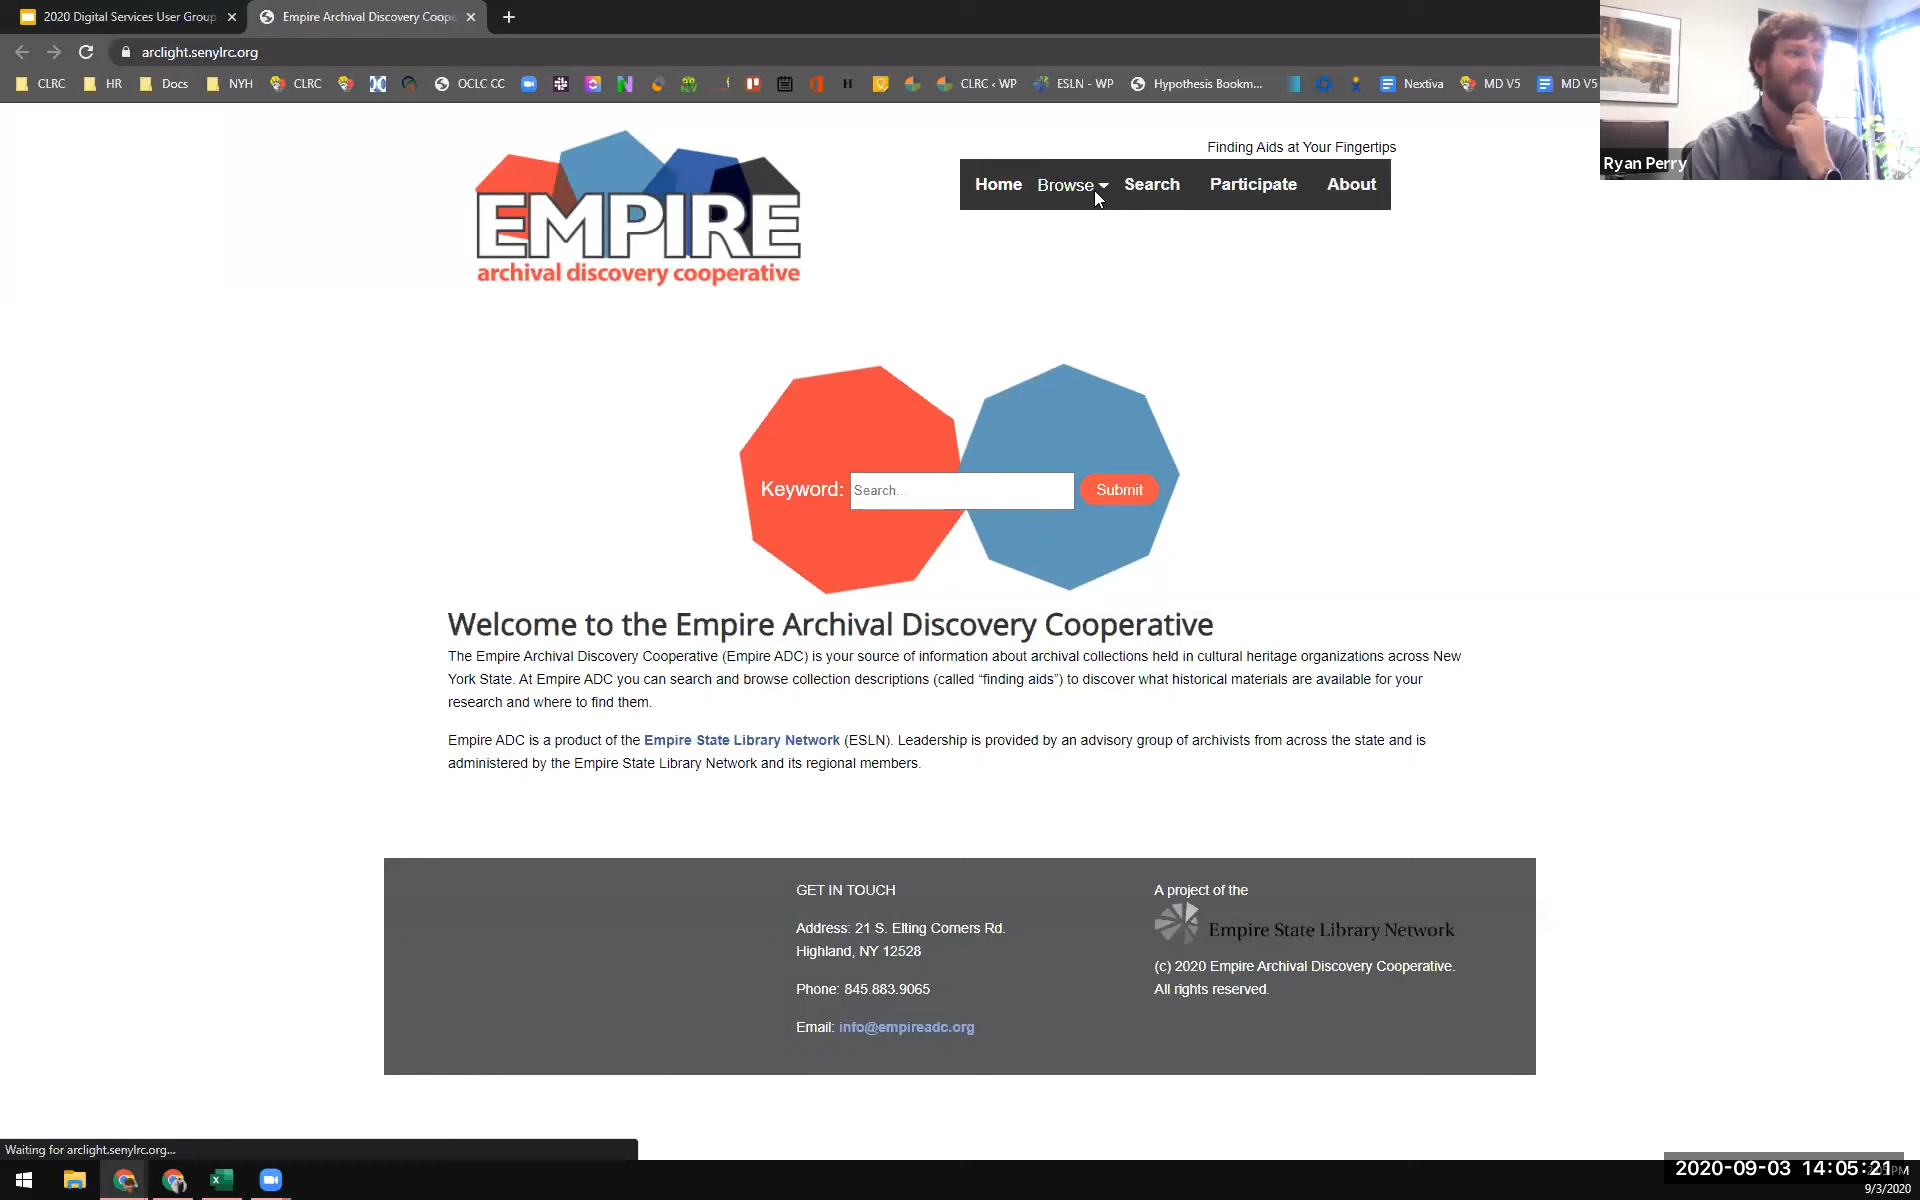 2020 Digital Services User Group
Empire Archival Discovery Coope
arclight.senylrc.org
CLRC
HR
Docs
NYH
CLRC
OCLC CC
CLRC ‹ WP
ESLN - WP
Hypothesis Bookm...
Nextiva
MD V5
MD V5
Ryan Perry
EMPIRE
archival discovery cooperative
Finding Aids at Your Fingertips
Home Browse Search Participate About
Keyword: Search... Submit
Welcome to the Empire Archival Discovery Cooperative
The Empire Archival Discovery Cooperative (Empire ADC) is your source of information about archival collections held in cultural heritage organizations across New
York State. At Empire ADC you can search and browse collection descriptions (called “finding aids”) to discover what historical materials are available for your
research and where to find them.
Empire ADC is a product of the Empire State Library Network (ESLN). Leadership is provided by an advisory group of archivists from across the state and is
administered by the Empire State Library Network and its regional members.
GET IN TOUCH
Address: 21 S. Elting Corners Rd.
Highland, NY 12528
Phone: 845.883.9065
Email: info@empireadc.org
A project of the
Empire State Library Network
(c) 2020 Empire Archival Discovery Cooperative.
All rights reserved.
Waiting for arclight.senylrc.org...
2020-09-03 14:05:21
PM
9/3/2020